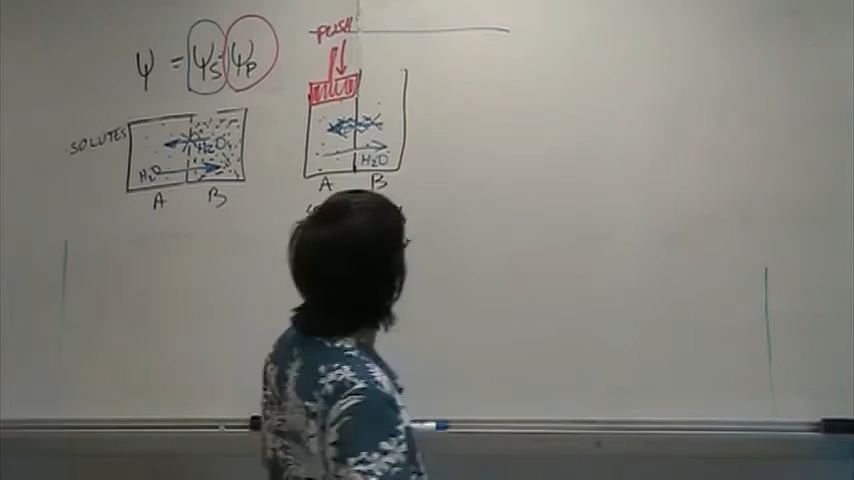 PUSH
Ψ = Ψs + Ψp
SOLUTES
H2O
H2O
H2O
A B
A B